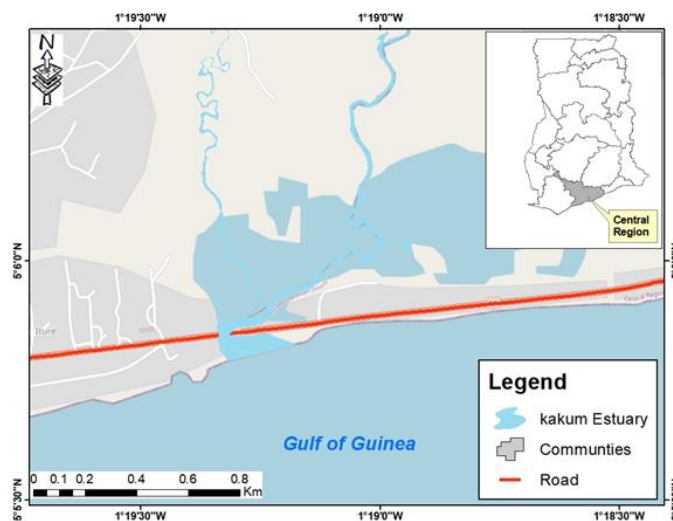 1°19'30"W 1°19'0"W 1°18'30"W
N
Central
Region
5°6'0"N
Iture
Gulf of Guinea
Legend
kakum Estuary
Communties
Road
0 0.1 0.2 0.4 0.6 0.8
Km
5°5'30"N
1°19'30"W 1°19'0"W 1°18'30"W